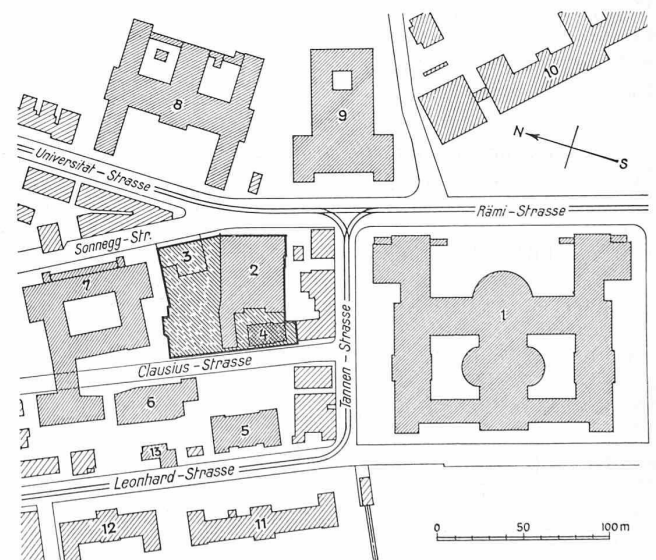 8
9
10
N
S
Universität-Strasse
Rämi-Strasse
Sonnegg-Str.
3
2
7
4
1
Clausius-Strasse
Tannen-Strasse
6
5
13
Leonhard-Strasse
12
11
0 50 100 m